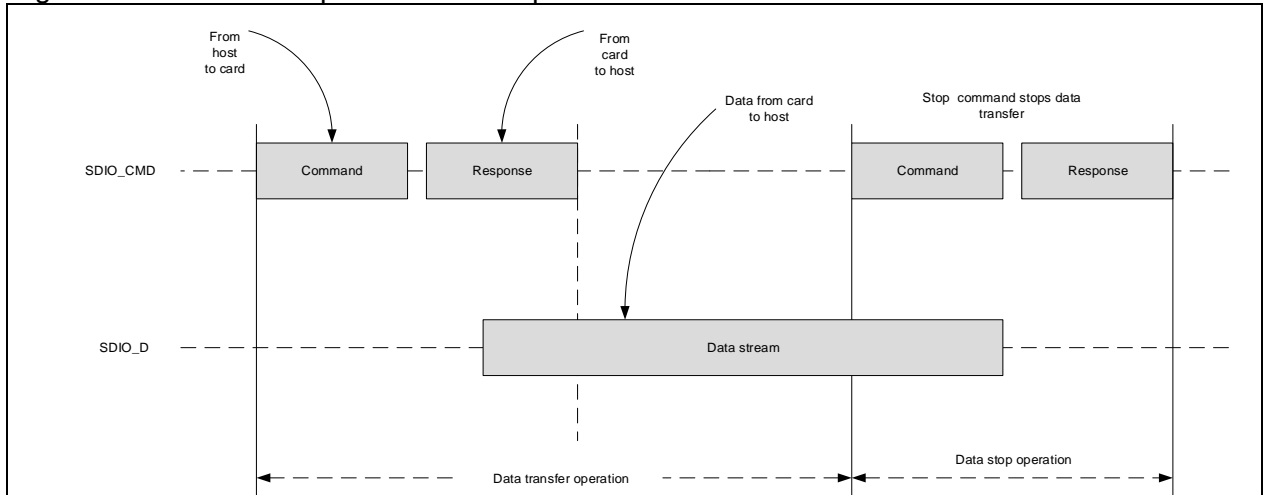 From
host
to card
From
card
to host
Data from card
to host
Stop command stops data
transfer
SDIO_CMD
Command
Response
Command
Response
SDIO_D
Data stream
Data transfer operation
Data stop operation